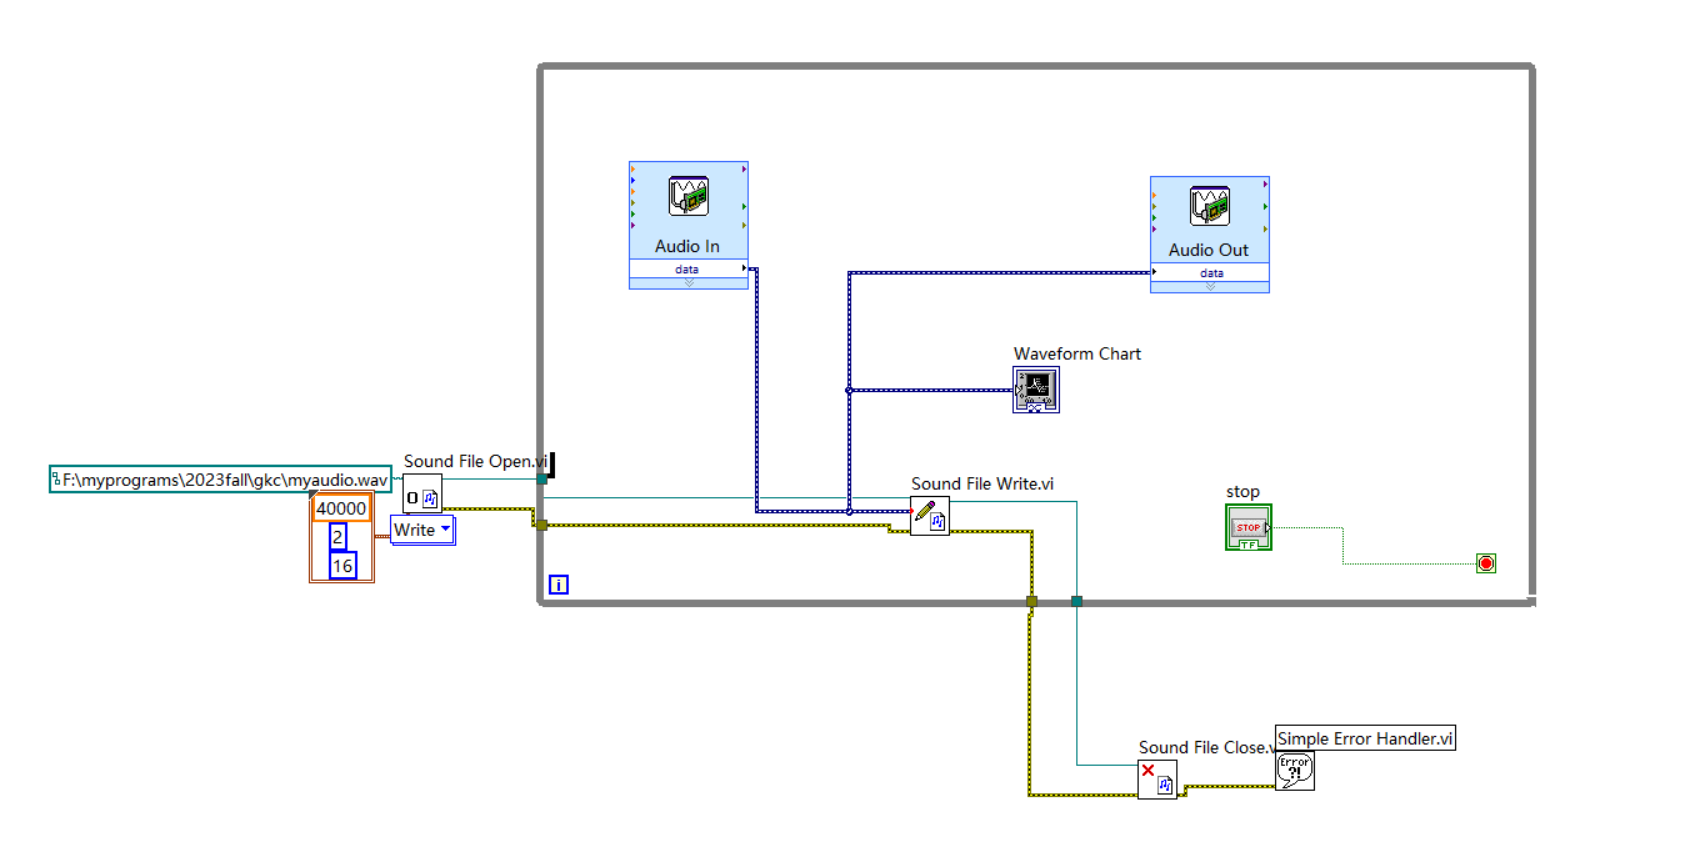 Audio In
data
Audio Out
data
Waveform Chart
Sound File Open.vi
F:\myprograms\2023fall\gkc\myaudio.wav
O
40000
2
16
Write
Sound File Write.vi
stop
STOP
TF
i
Sound File Close.v
Simple Error Handler.vi
Error
?!